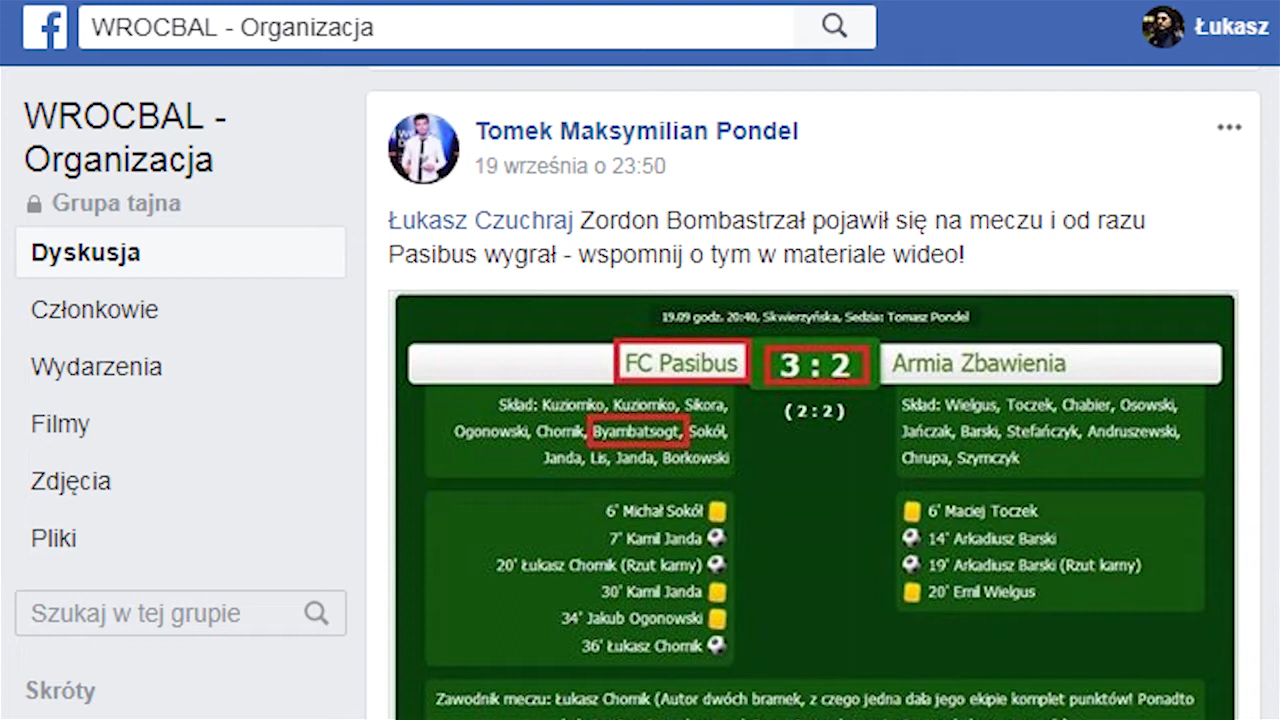 WROCBAL - Organizacja
Łukasz
WROCBAL -
Organizacja
Grupa tajna
Dyskusja
Członkowie
Wydarzenia
Filmy
Zdjęcia
Pliki
Szukaj w tej grupie
Skróty
Tomek Maksymilian Pondel
19 września o 23:50
Łukasz Czuchraj Zordon Bombastrzał pojawił się na meczu i od razu
Pasibus wygrał - wspomnij o tym w materiale wideo!
19.09 godz. 20:40, Skwierzyńska, Sedzia: Tomasz Pondel
FC Pasibus 3 : 2 Armia Zbawienia
( 2 : 2 )
Skład: Kuziomko, Kuziomko, Sikora,
Ogonowski, Chomik, Byambatsogt, Sokół,
Janda, Lis, Janda, Borkowski
Skład: Wielgus, Toczek, Chabier, Osowski,
Jańczak, Barski, Stefańczyk, Andruszewski,
Chrupa, Szymczyk
6' Michał Sokół
7' Kamil Janda
20' Łukasz Chomik (Rzut karny)
30' Kamil Janda
34' Jakub Ogonowski
36' Łukasz Chomik
6' Maciej Toczek
14' Arkadiusz Barski
19' Arkadiusz Barski (Rzut karny)
20' Emil Wielgus
Zawodnik meczu: Łukasz Chomik (Autor dwóch bramek, z czego jedna dała jego ekipie komplet punktów! Ponadto